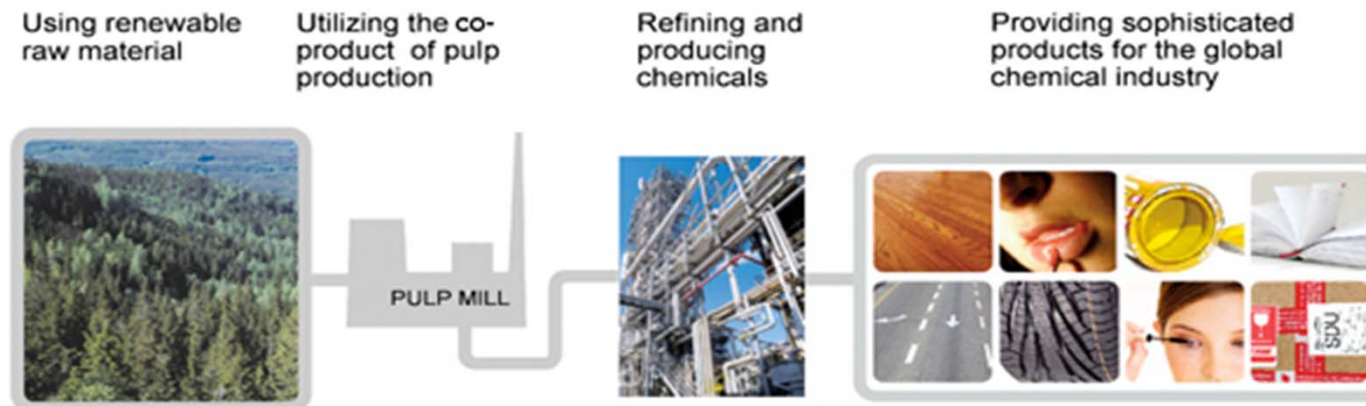 Using renewable
raw material
Utilizing the co-
product of pulp
production
Refining and
producing
chemicals
Providing sophisticated
products for the global
chemical industry
PULP MILL